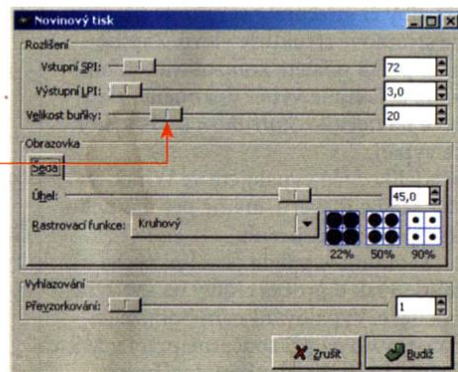 Novinový tisk
Rozlišení
Vstupní SPI: 72
Výstupní LPI: 3,0
Velikost buňky: 20
Obrazovka
Šedá
Úhel: 45,0
Rastrovací funkce: Kruhový
22% 50% 90%
Vyhlazování
Převzorkování: 1
Zrušit Budiž